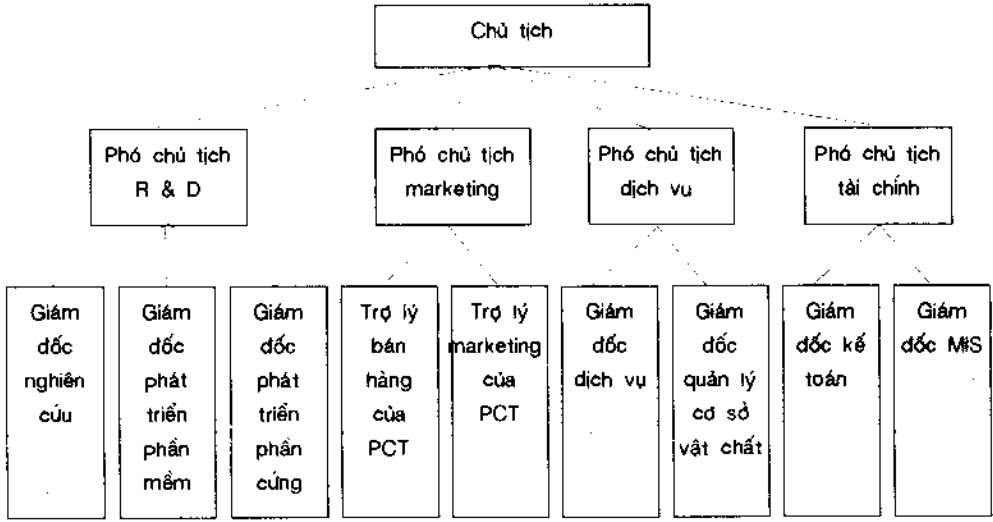 Chủ tịch
Phó chủ tịch
R & D
Phó chủ tịch
marketing
Phó chủ tịch
dịch vu
Phó chủ tịch
tài chính
Giám
đốc
nghiên
cúu
Giám
đốc
phát
triển
phần
mềm
Giám
đốc
phát
triển
phần
cứng
Trợ lý
bán
hàng
của
PCT
Trợ lý
marketing
của
PCT
Giám
đốc
dịch vụ
Giám
đốc
quản lý
cơ sở
vật chất
Giám
đốc kế
toán
Giám
đốc MIS